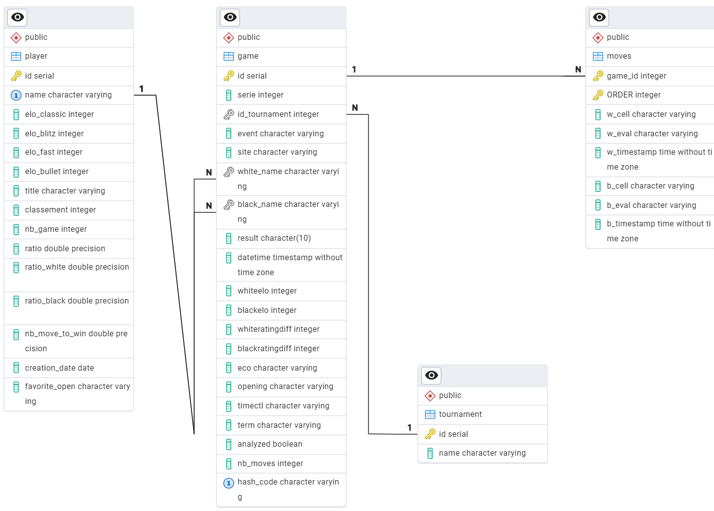 public
player
id serial
name character varying
elo_classic integer
elo_blitz integer
elo_fast integer
elo_bullet integer
title character varying
classement integer
nb_game integer
ratio double precision
ratio_white double precision
ratio_black double precision
nb_move_to_win double pre
cision
creation_date date
favorite_open character vary
ing
1
public
game
id serial
serie integer
id_tournament integer
event character varying
site character varying
white_name character varyi
ng
black_name character varyi
ng
result character(10)
datetime timestamp without
time zone
whiteelo integer
blackelo integer
whiteratingdiff integer
blackratingdiff integer
eco character varying
opening character varying
timectl character varying
term character varying
analyzed boolean
nb_moves integer
hash_code character varyin
g
N
N
1
N
N
public
moves
game_id integer
ORDER integer
w_cell character varying
w_eval character varying
w_timestamp time without ti
me zone
b_cell character varying
b_eval character varying
b_timestamp time without ti
me zone
1
public
tournament
id serial
name character varying